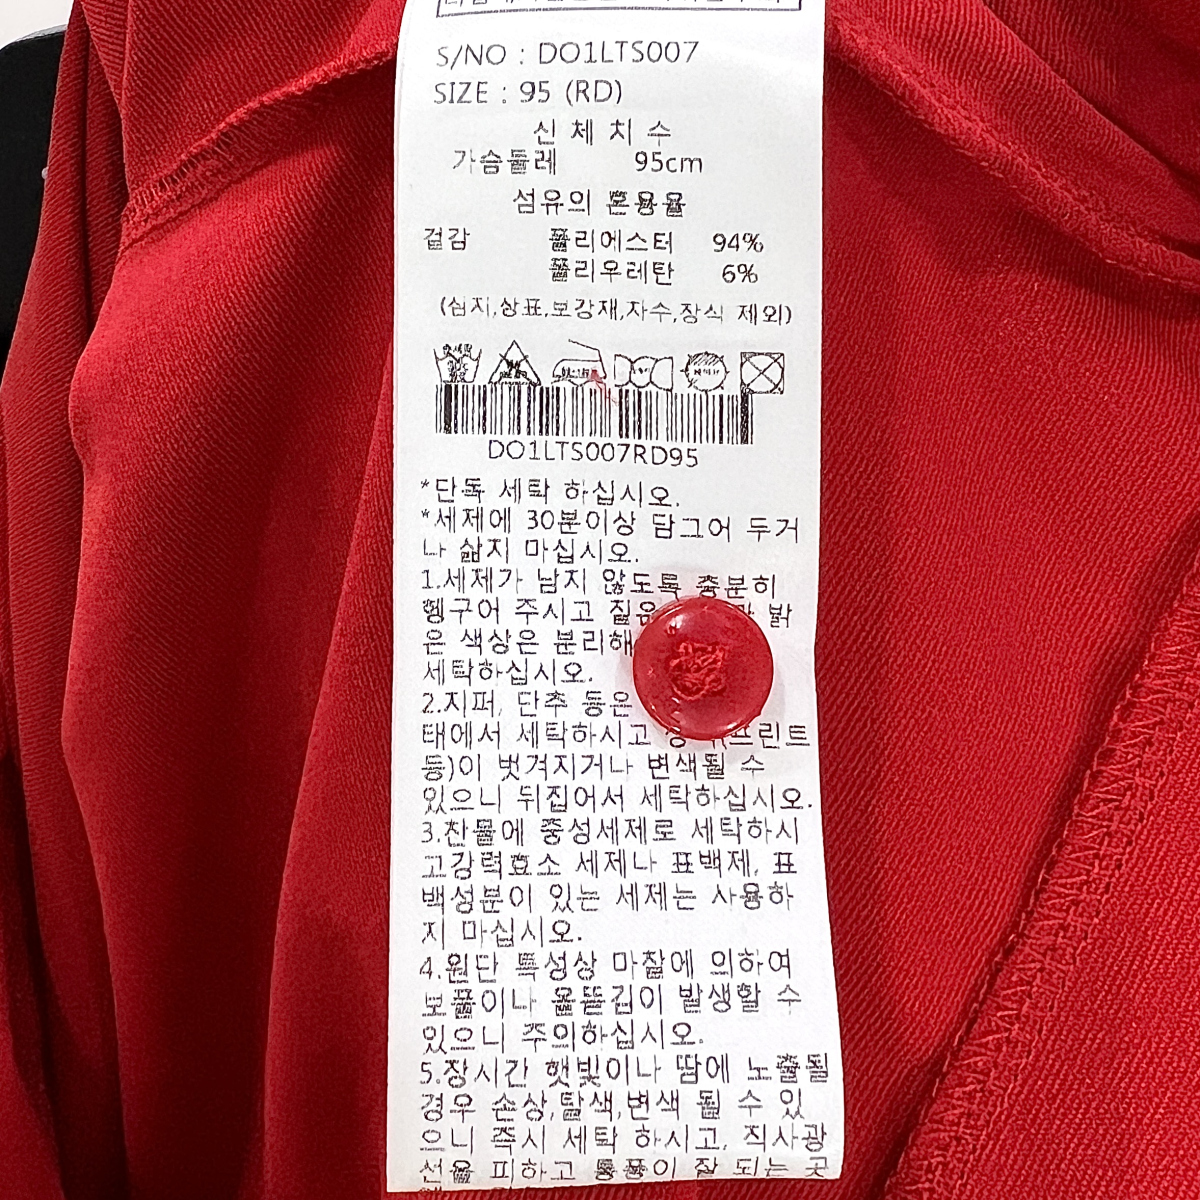 S/NO : DO1LTS007
SIZE : 95 (RD)
신 체 치 수
가슴둘레 95cm
섬유의 혼용율
겉감 폴리에스터 94%
폴리우레탄 6%
(심지,상표,보강재,자수,장식 제외)
DO1LTS007RD95
*단독 세탁 하십시오.
*세제에 30분이상 담그어 두거
나 삶지 마십시오.
1.세제가 남지 않도록 충분히
헹구어 주시고 짙은 밝
은 색상은 분리해
세탁하십시오.
2.지퍼, 단추 등은
태에서 세탁하시고 프린트
등)이 벗겨지거나 변색될 수
있으니 뒤집어서 세탁하십시오.
3.찬물에 중성세제로 세탁하시
고강력효소 세제나 표백제, 표
백성분이 있는 세제는 사용하
지 마십시오.
4.원단 특성상 마찰에 의하여
보풀이나 올뜯김이 발생할 수
있으니 주의하십시오.
5.장시간 햇빛이나 땀에 노출될
경우 손상,탈색,변색 될 수 있
으니 즉시 세탁 하시고, 직사광
선을 피하고 통풍이 잘 되는 곳